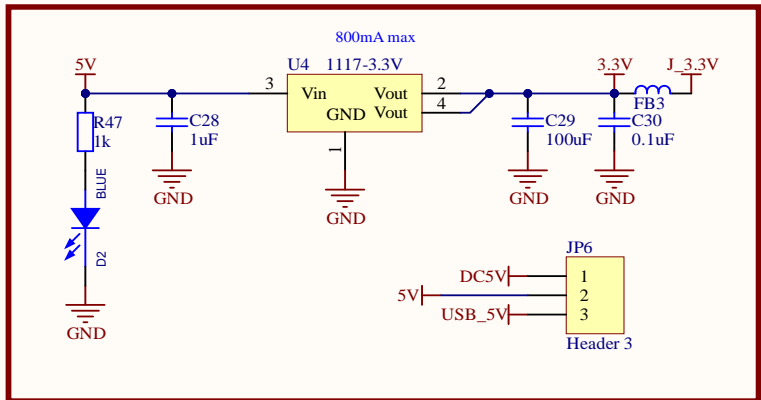 800mA max
5V
U4 1117-3.3V
3.3V
J_3.3V
3
Vin
Vout
2
GND
Vout
4
1
R47
1k
C28
1uF
C29
100uF
FB3
C30
0.1uF
BLUE
D2
GND
GND
GND
GND
GND
JP6
DC5V
1
5V
2
USB_5V
3
Header 3